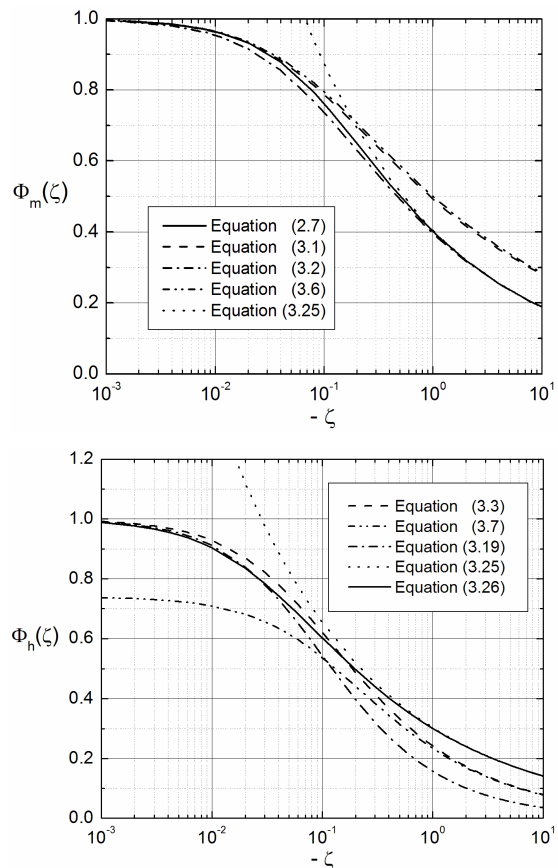 1.0
0.8
0.6
0.4
0.2
0.0
Φm(ζ)
Equation (2.7)
Equation (3.1)
Equation (3.2)
Equation (3.6)
Equation (3.25)
10⁻³ 10⁻² 10⁻¹ 10⁰ 10¹
- ζ
1.2
1.0
0.8
0.6
0.4
0.2
0.0
Φh(ζ)
Equation (3.3)
Equation (3.7)
Equation (3.19)
Equation (3.25)
Equation (3.26)
10⁻³ 10⁻² 10⁻¹ 10⁰ 10¹
- ζ